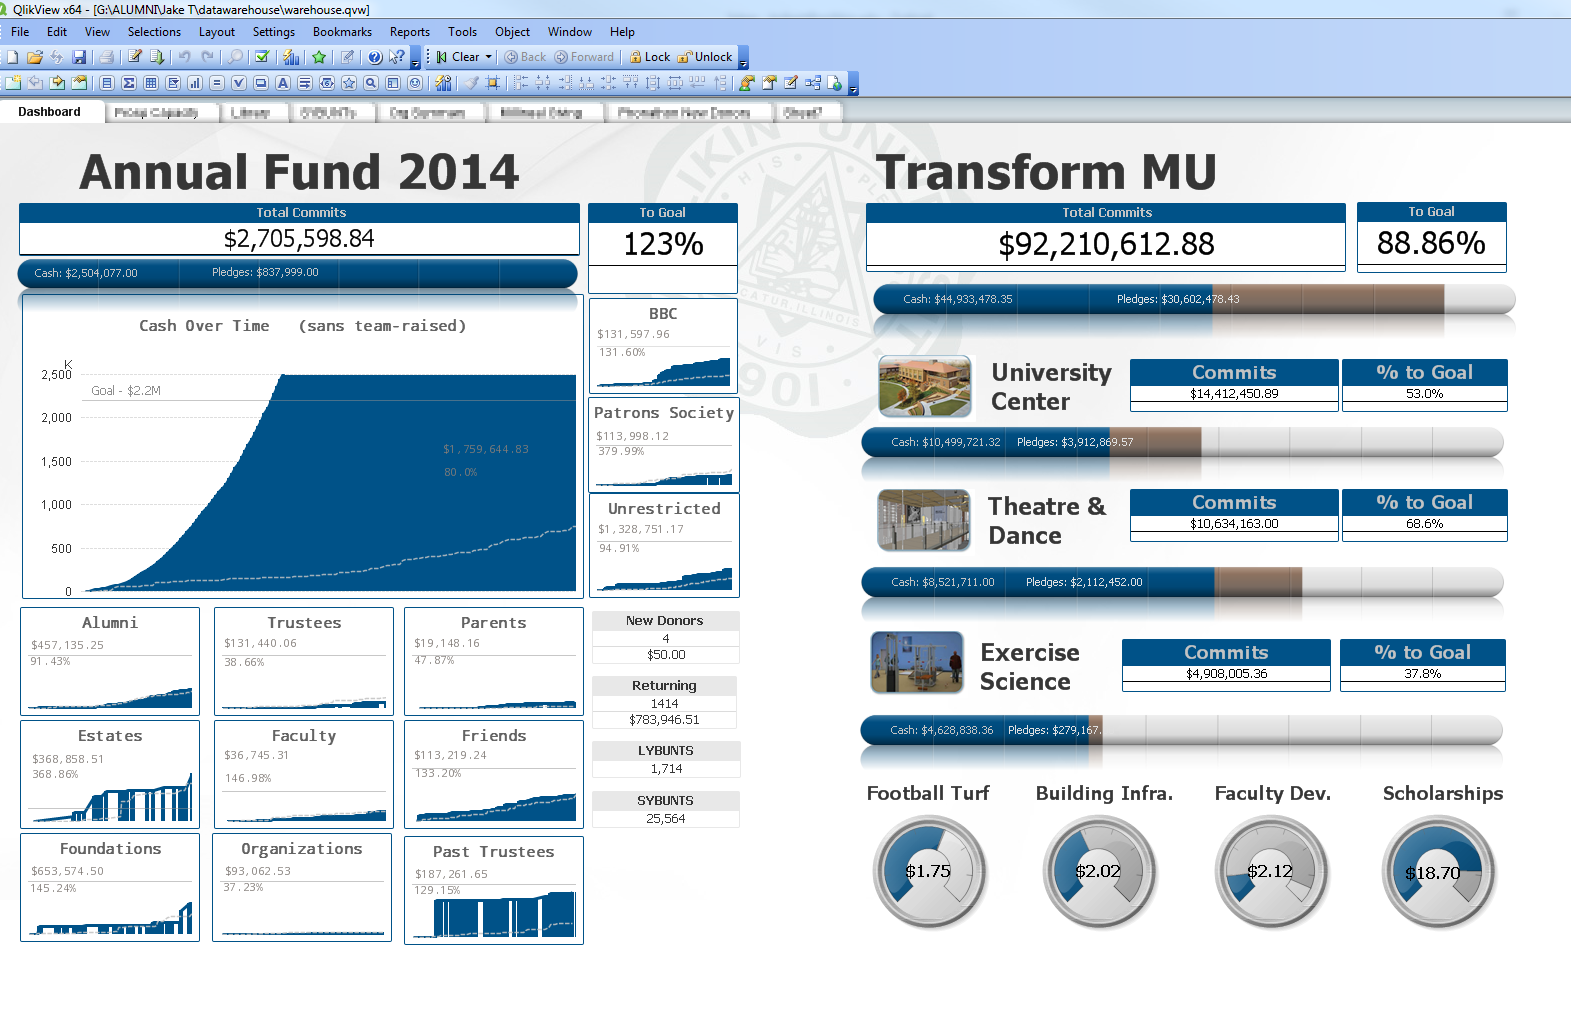 QlikView x64 - [G:\ALUMNI\Jake T\datawarehouse\warehouse.qvw]
File Edit View Selections Layout Settings Bookmarks Reports Tools Object Window Help
Clear Back Forward Lock Unlock
Dashboard
Annual Fund 2014
Total Commits
$2,705,598.84
To Goal
123%
Cash: $2,504,077.00 Pledges: $837,999.00
Cash Over Time (sans team-raised)
K
2,500
Goal - $2.2M
2,000
1,500
1,000
500
0
$1,759,644.83
80.0%
BBC
$131,597.96
131.60%
Patrons Society
$113,998.12
379.99%
Unrestricted
$1,328,751.17
94.91%
Alumni
$457,135.25
91.43%
Trustees
$131,440.06
38.66%
Parents
$19,148.16
47.87%
New Donors
4
$50.00
Returning
1414
$783,946.51
LYBUNTS
1,714
SYBUNTS
25,564
Estates
$368,858.51
368.86%
Faculty
$36,745.31
146.98%
Friends
$113,219.24
133.20%
Foundations
$653,574.50
145.24%
Organizations
$93,062.53
37.23%
Past Trustees
$187,261.65
129.15%
Transform MU
Total Commits
$92,210,612.88
To Goal
88.86%
Cash: $44,933,478.35 Pledges: $30,602,478.43
University
Center
Commits
$14,412,450.89
% to Goal
53.0%
Cash: $10,499,721.32 Pledges: $3,912,869.57
Theatre &
Dance
Commits
$10,634,163.00
% to Goal
68.6%
Cash: $8,521,711.00 Pledges: $2,112,452.00
Exercise
Science
Commits
$4,908,005.36
% to Goal
37.8%
Cash: $4,628,838.36 Pledges: $279,167.
Football Turf
$1.75
Building Infra.
$2.02
Faculty Dev.
$2.12
Scholarships
$18.70